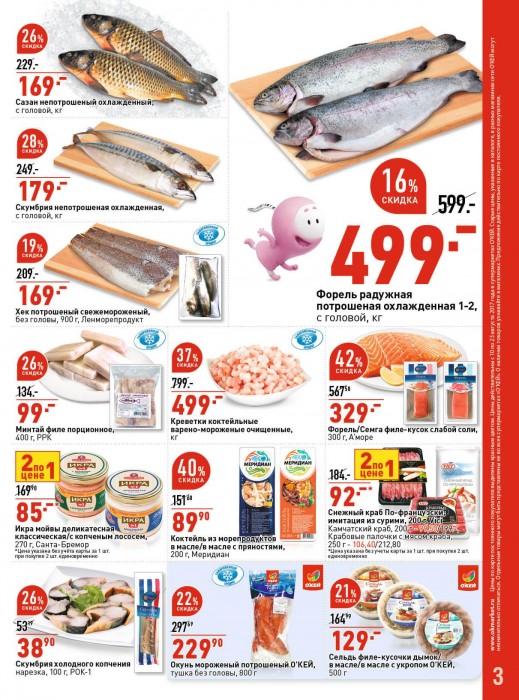 26%
СКИДКА
229.-
169.-
Сазан непотрошеный охлажденный,
с головой, кг
28%
СКИДКА
249.-
179.-
Скумбрия непотрошеная охлажденная,
с головой, кг
19%
СКИДКА
209.-
169.-
Хек потрошеный свежемороженый,
без головы, 900 г, Ленморепродукт
16%
СКИДКА
599.-
499.-
Форель радужная
потрошеная охлажденная 1-2,
с головой, кг
26%
СКИДКА
134.-
99.-
Минтай филе порционное,
400 г, РРК
37%
СКИДКА
799.-
499.-
Креветки коктейльные
варено-мороженые очищенные,
кг
42%
СКИДКА
567
329.-
Форель/Семга филе-кусок слабой соли,
300 г, А'море
2 по цене 1
ИКРА
ИКРА
169
85.-
Икра мойвы деликатесная,
классическая/с копченым лососем,
270 г, Санта-Бремор
*Цена указана без учета карты за 1 шт.
при покупке 2 шт. единовременно
40%
СКИДКА
МЕРИДИАН
МЕРИДИАН
151
89 90
Коктейль из морепродуктов
в масле/в масле с пряностями,
200 г, Меридиан
2 по цене 1
184.-
92.-
Снежный краб По-французски
имитация из сурими, 200 г, Vici
Камчатский краб, 200 г
Крабовые палочки с мясом краба,
250 г – 106,40/212,80
*Цена указана без учета карты за 1 шт. при покупке 2 шт.
единовременно
26%
СКИДКА
53
38 90
Скумбрия холодного копчения
нарезка, 100 г, РОК-1
22%
СКИДКА
297
229 90
Окунь мороженый потрошеный О'КЕЙ,
тушка без головы, 800 г
О'КЕЙ
21%
СКИДКА
164
129.-
Сельдь филе-кусочки дымок/
в масле/в масле с укропом О'КЕЙ,
500 г
www.okmarket.ru
3